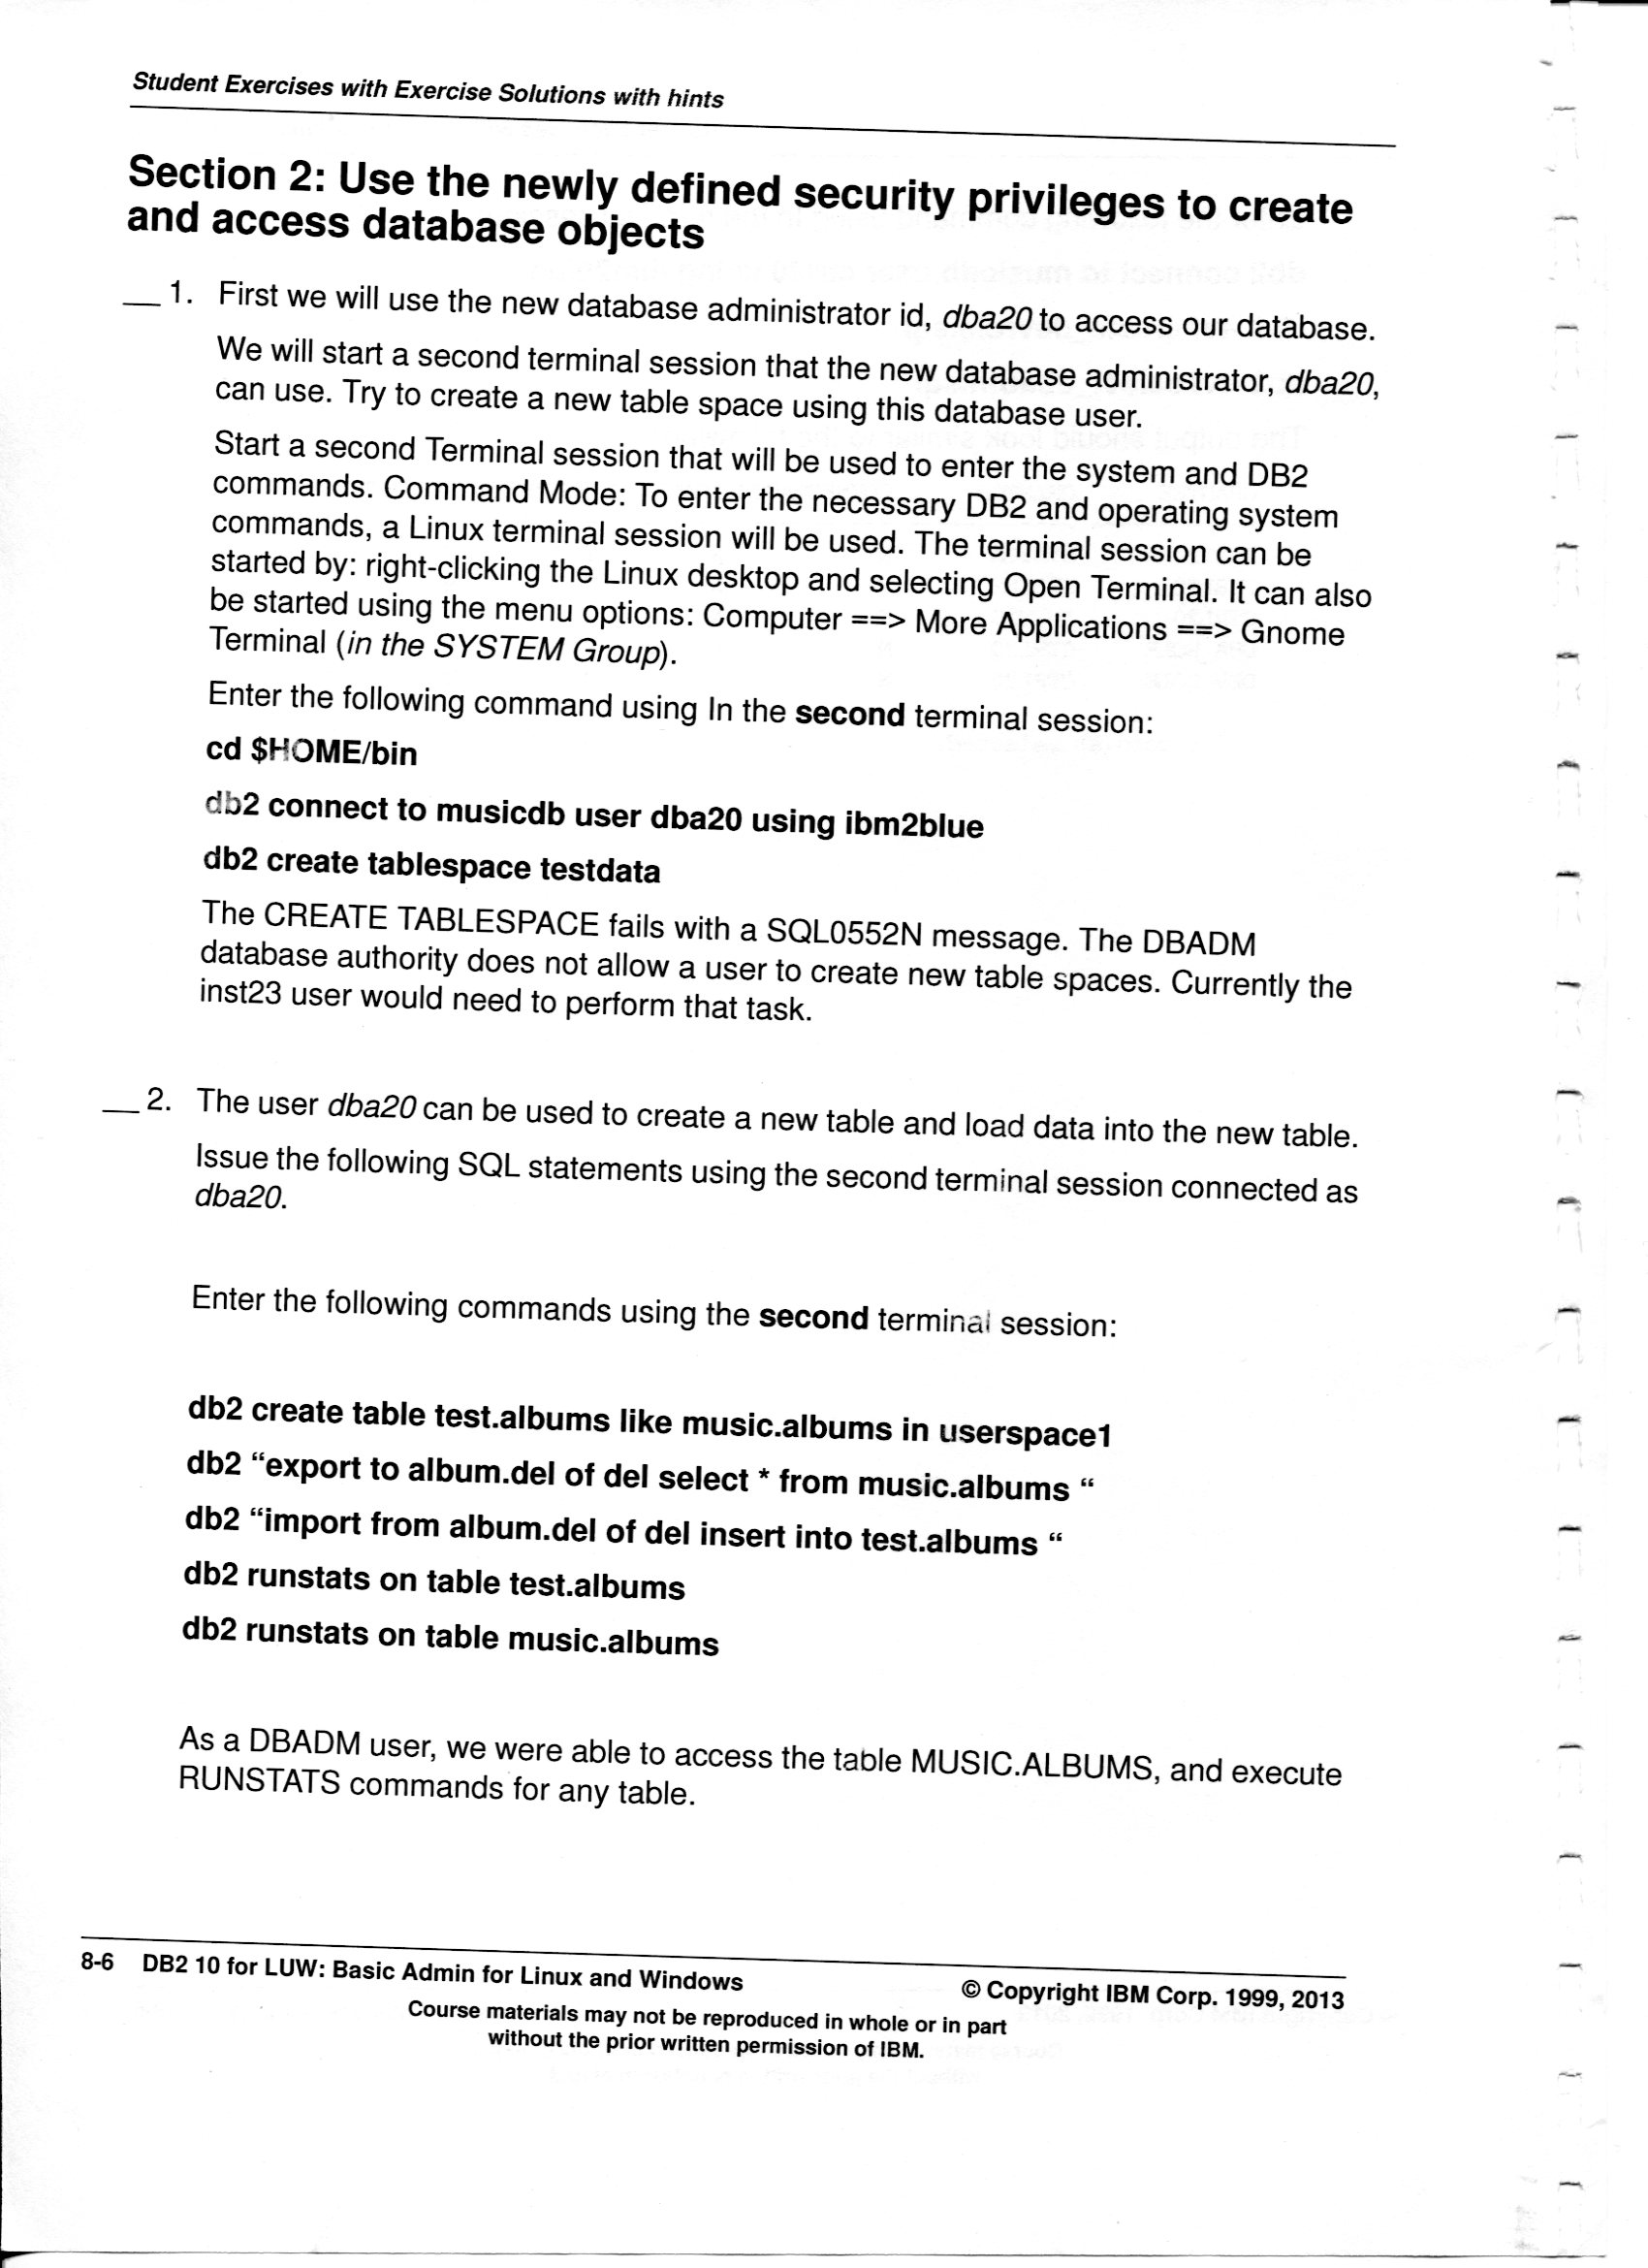 Student Exercises with Exercise Solutions with hints
Section 2: Use the newly defined security privileges to create
and access database objects
__ 1. First we will use the new database administrator id, dba20 to access our database.
We will start a second terminal session that the new database administrator, dba20,
can use. Try to create a new table space using this database user.
Start a second Terminal session that will be used to enter the system and DB2
commands. Command Mode: To enter the necessary DB2 and operating system
commands, a Linux terminal session will be used. The terminal session can be
started by: right-clicking the Linux desktop and selecting Open Terminal. It can also
be started using the menu options: Computer ==> More Applications ==> Gnome
Terminal (in the SYSTEM Group).
Enter the following command using In the second terminal session:
cd $HOME/bin
db2 connect to musicdb user dba20 using ibm2blue
db2 create tablespace testdata
The CREATE TABLESPACE fails with a SQL0552N message. The DBADM
database authority does not allow a user to create new table spaces. Currently the
inst23 user would need to perform that task.
__ 2. The user dba20 can be used to create a new table and load data into the new table.
Issue the following SQL statements using the second terminal session connected as
dba20.
Enter the following commands using the second terminal session:
db2 create table test.albums like music.albums in userspace1
db2 “export to album.del of del select * from music.albums “
db2 “import from album.del of del insert into test.albums “
db2 runstats on table test.albums
db2 runstats on table music.albums
As a DBADM user, we were able to access the table MUSIC.ALBUMS, and execute
RUNSTATS commands for any table.
8-6 DB2 10 for LUW: Basic Admin for Linux and Windows © Copyright IBM Corp. 1999, 2013
Course materials may not be reproduced in whole or in part
without the prior written permission of IBM.